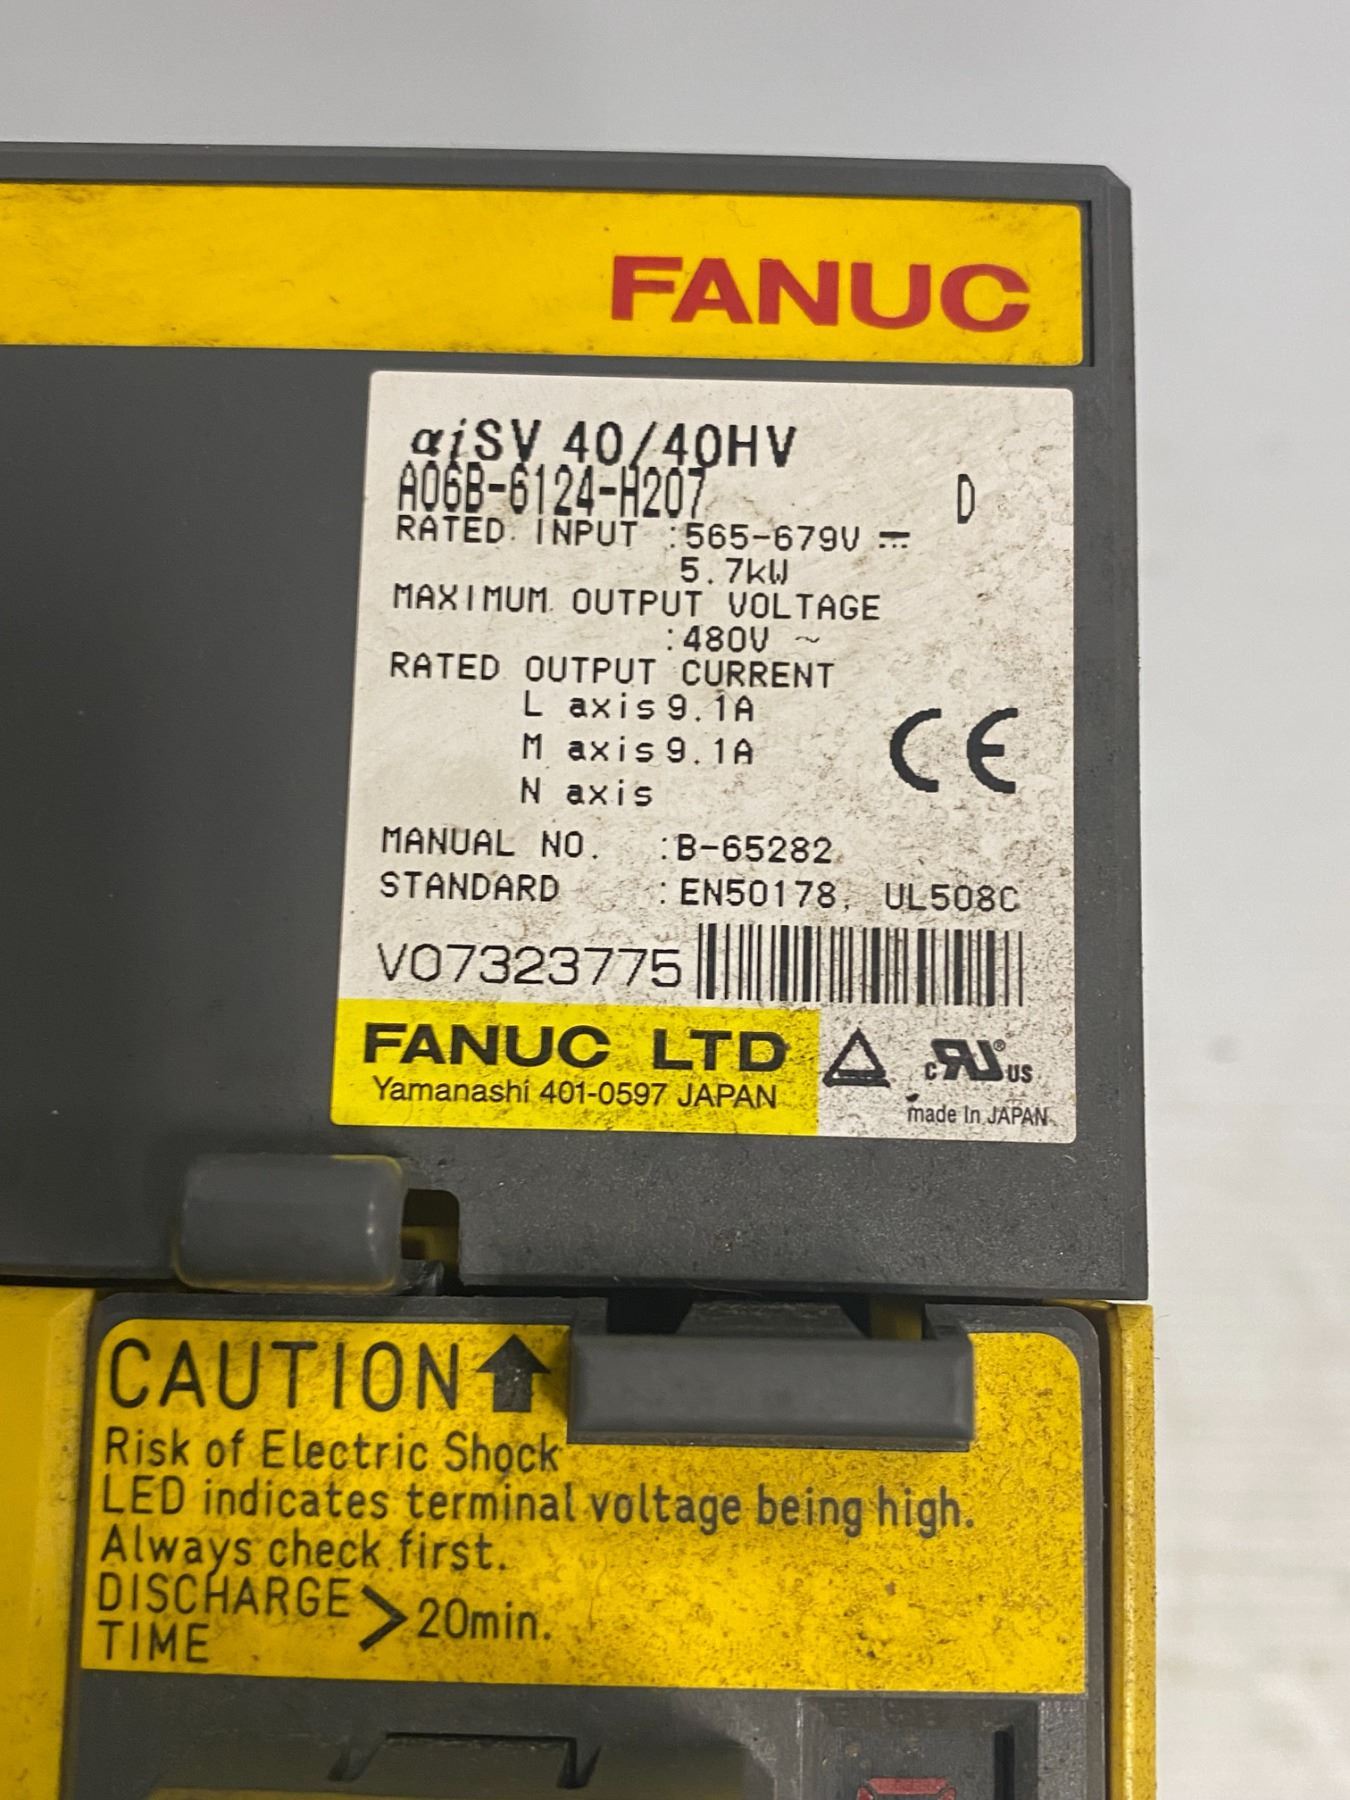 FANUC
αiSV 40/40HV
A06B-6124-H207 D
RATED INPUT :565-679V ⎓
5.7kW
MAXIMUM OUTPUT VOLTAGE
:480V ~
RATED OUTPUT CURRENT
L axis 9.1A
M axis 9.1A
N axis
CE
MANUAL NO. :B-65282
STANDARD :EN50178, UL508C
V07323775
FANUC LTD
Yamanashi 401-0597 JAPAN
c RU® US
made in JAPAN
CAUTION
Risk of Electric Shock
LED indicates terminal voltage being high.
Always check first.
DISCHARGE
TIME > 20min.